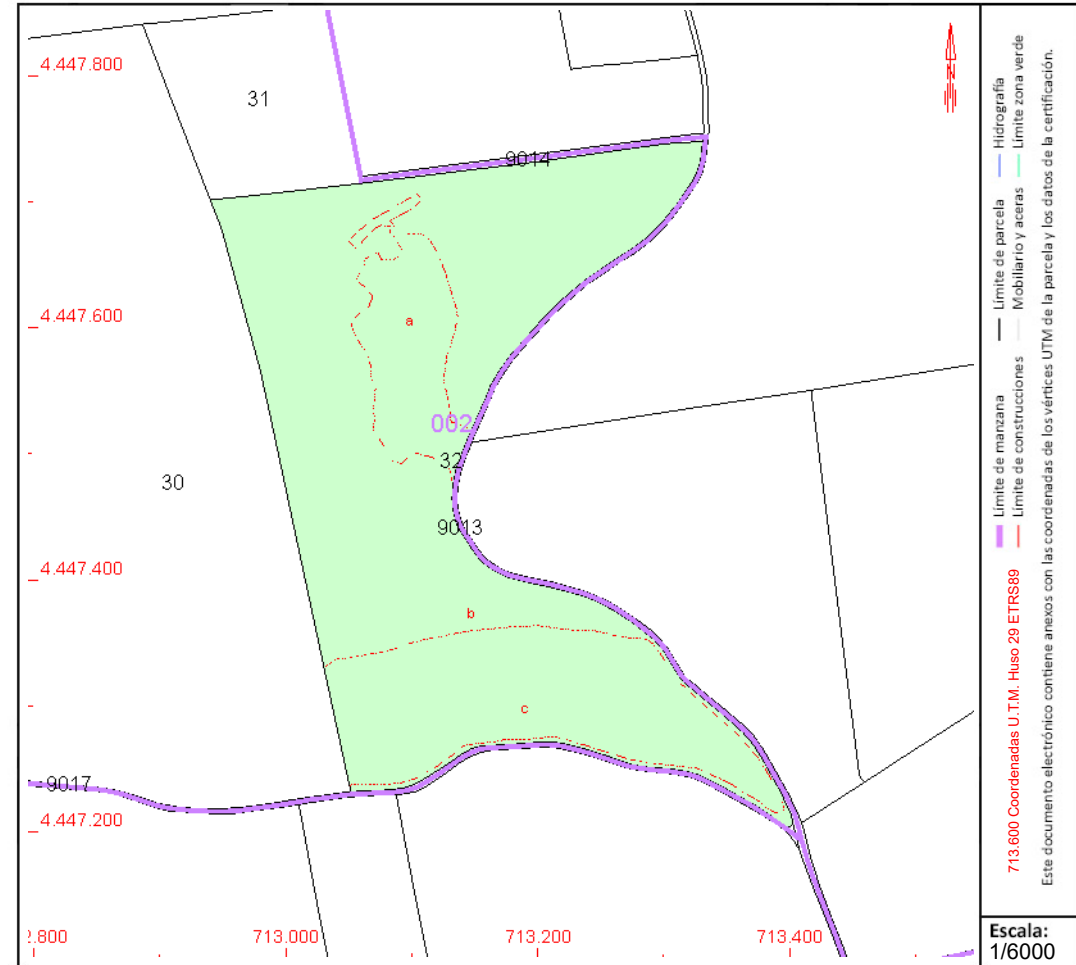 4.447.800
31
9014
4.447.600
a
002
32
30
9013
4.447.400
b
c
9017
4.447.200
2.800
713.000
713.200
713.400
N
Límite de manzana
Límite de parcela
Hidrografía
Límite de construcciones
Mobiliario y aceras
Límite zona verde
713.600 Coordenadas U.T.M. Huso 29 ETRS89
Este documento electrónico contiene anexos con las coordenadas de los vértices UTM de la parcela y los datos de la certificación.
Escala:
1/6000